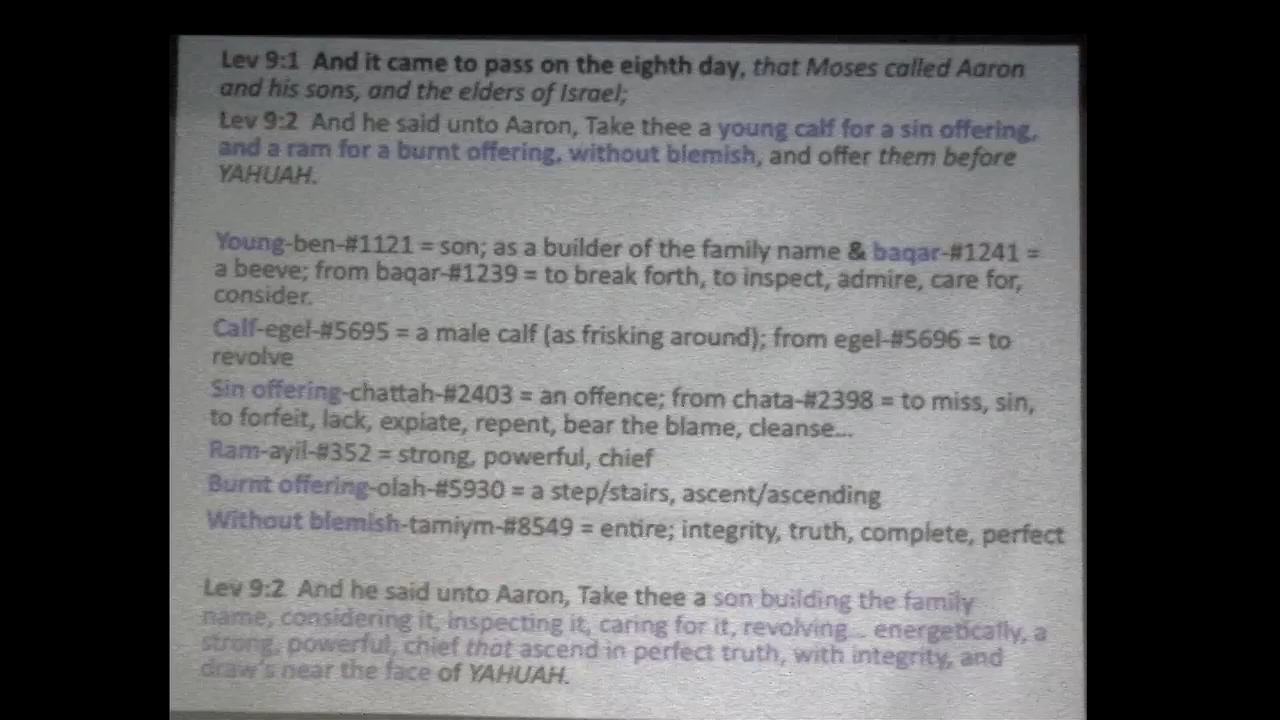 Lev 9:1 And it came to pass on the eighth day, that Moses called Aaron
and his sons, and the elders of Israel;
Lev 9:2 And he said unto Aaron, Take thee a young calf for a sin offering,
and a ram for a burnt offering, without blemish, and offer them before
YAHUAH.
Young-ben-#1121 = son; as a builder of the family name & baqar-#1241 =
a beeve; from baqar-#1239 = to break forth, to inspect, admire, care for,
consider.
Calf-egel-#5695 = a male calf (as frisking around); from egel-#5696 = to
revolve
Sin offering-chattah-#2403 = an offence; from chata-#2398 = to miss, sin,
to forfeit, lack, expiate, repent, bear the blame, cleanse...
Ram-ayil-#352 = strong, powerful, chief
Burnt offering-olah-#5930 = a step/stairs, ascent/ascending
Without blemish-tamiym-#8549 = entire; integrity, truth, complete, perfect
Lev 9:2 And he said unto Aaron, Take thee a son building the family
name, considering it, inspecting it, caring for it, revolving... energetically, a
strong, powerful, chief that ascend in perfect truth, with integrity, and
draw's near the face of YAHUAH.